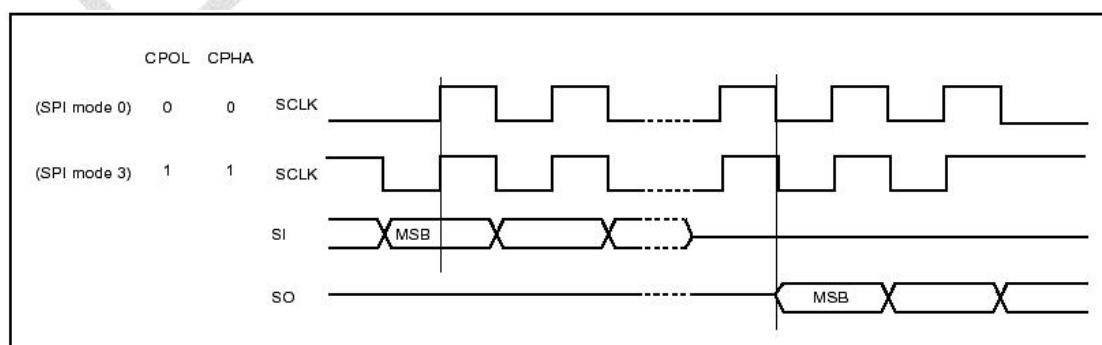 CPOL CPHA
(SPI mode 0) 0 0 SCLK
(SPI mode 3) 1 1 SCLK
SI MSB
SO MSB